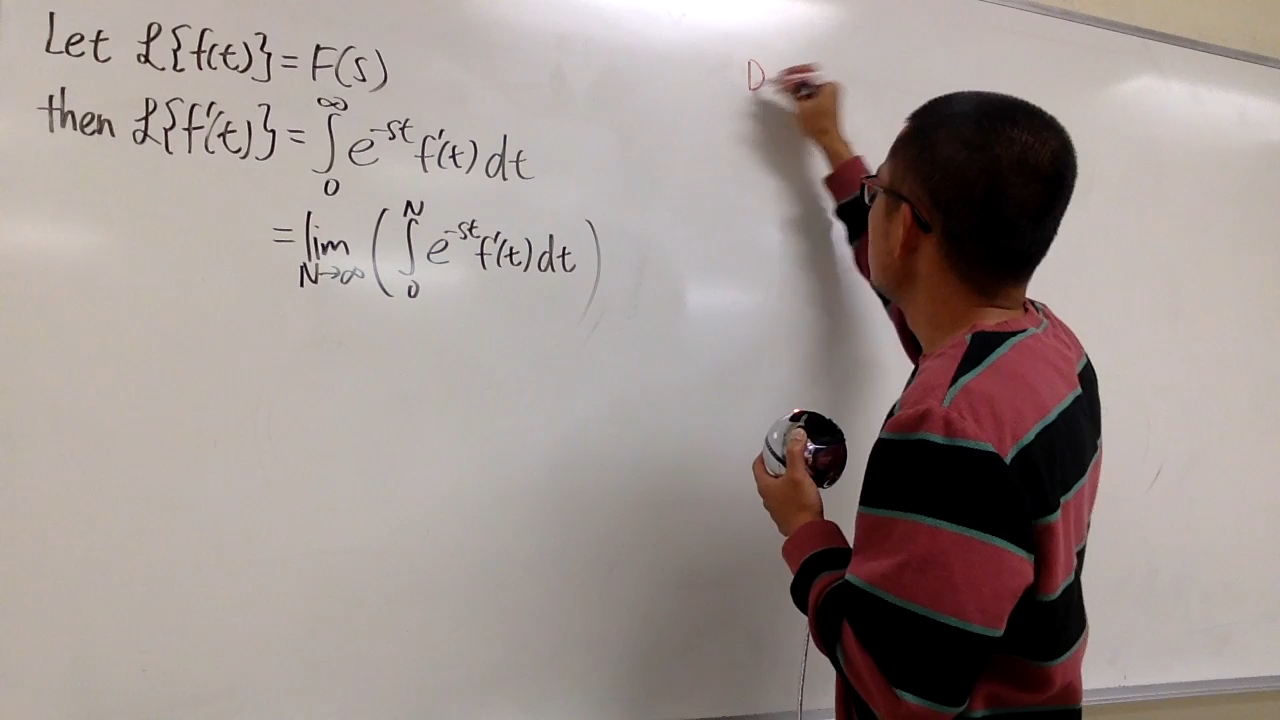 Let ℒ{f(t)} = F(s)
then ℒ{f'(t)} = ∫₀^∞ e^{-st} f'(t) dt
= lim_{N→∞} ( ∫₀^N e^{-st} f'(t) dt )
D